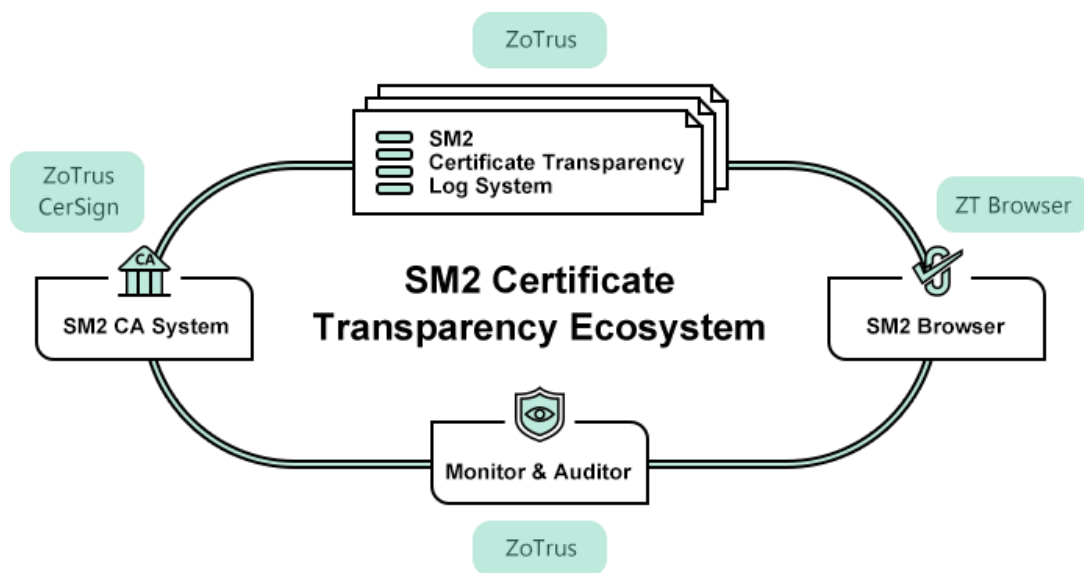 ZoTrus
SM2
Certificate Transparency
Log System
ZoTrus
CerSign
ZT Browser
CA
SM2 CA System
SM2 Certificate
Transparency Ecosystem
SM2 Browser
Monitor & Auditor
ZoTrus